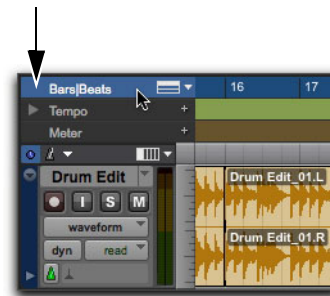 Bars|Beats 16 17
Tempo +
Meter +
Drum Edit Drum Edit_01.L
I S M
waveform
dyn read Drum Edit_01.R